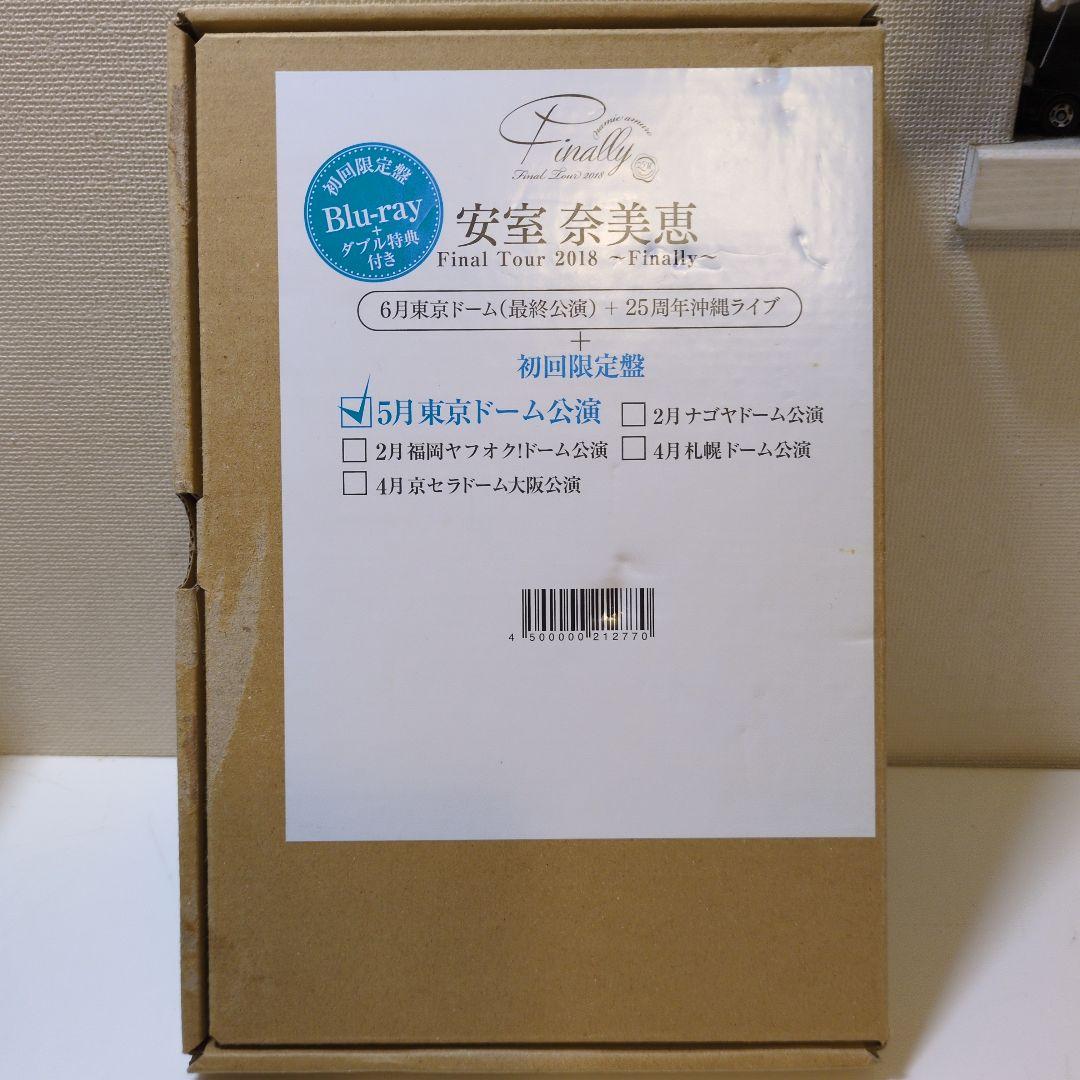 namie amuro
Finally
Final Tour 2018
初回限定盤
Blu-ray
+
ダブル特典
付き
安室 奈美恵
Final Tour 2018 ～Finally～
6月東京ドーム(最終公演) + 25周年沖縄ライブ
+
初回限定盤
5月東京ドーム公演 2月ナゴヤドーム公演
2月福岡ヤフオク!ドーム公演 4月札幌ドーム公演
4月京セラドーム大阪公演
4 500000 212770